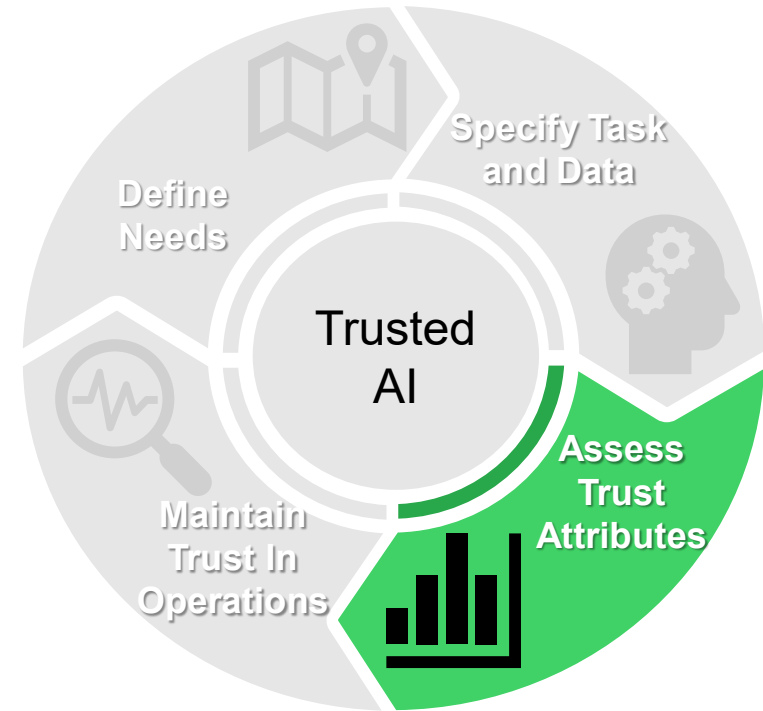 Define
Needs
Specify Task
and Data
Trusted
AI
Assess
Trust
Attributes
Maintain
Trust In
Operations